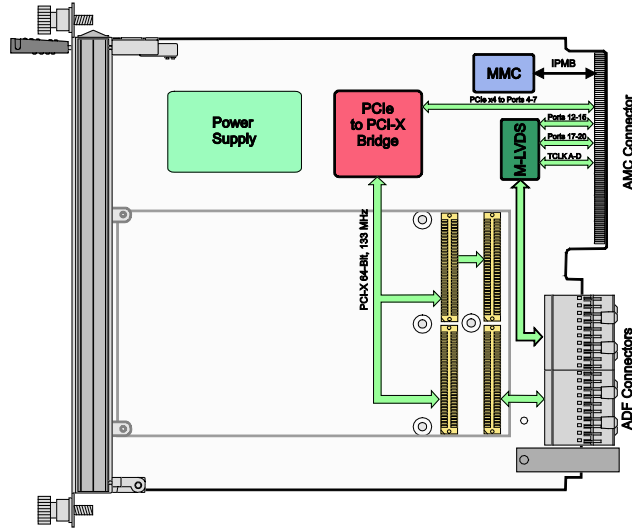 MMC
IPMB
PCIe x4 to Ports 4-7
PCIe
to PCI-X
Bridge
Power
Supply
M-LVDS
Ports 12-15
Ports 17-20
TCLK A-D
AMC Connector
PCI-X 64-Bit, 133 MHz
ADF Connectors